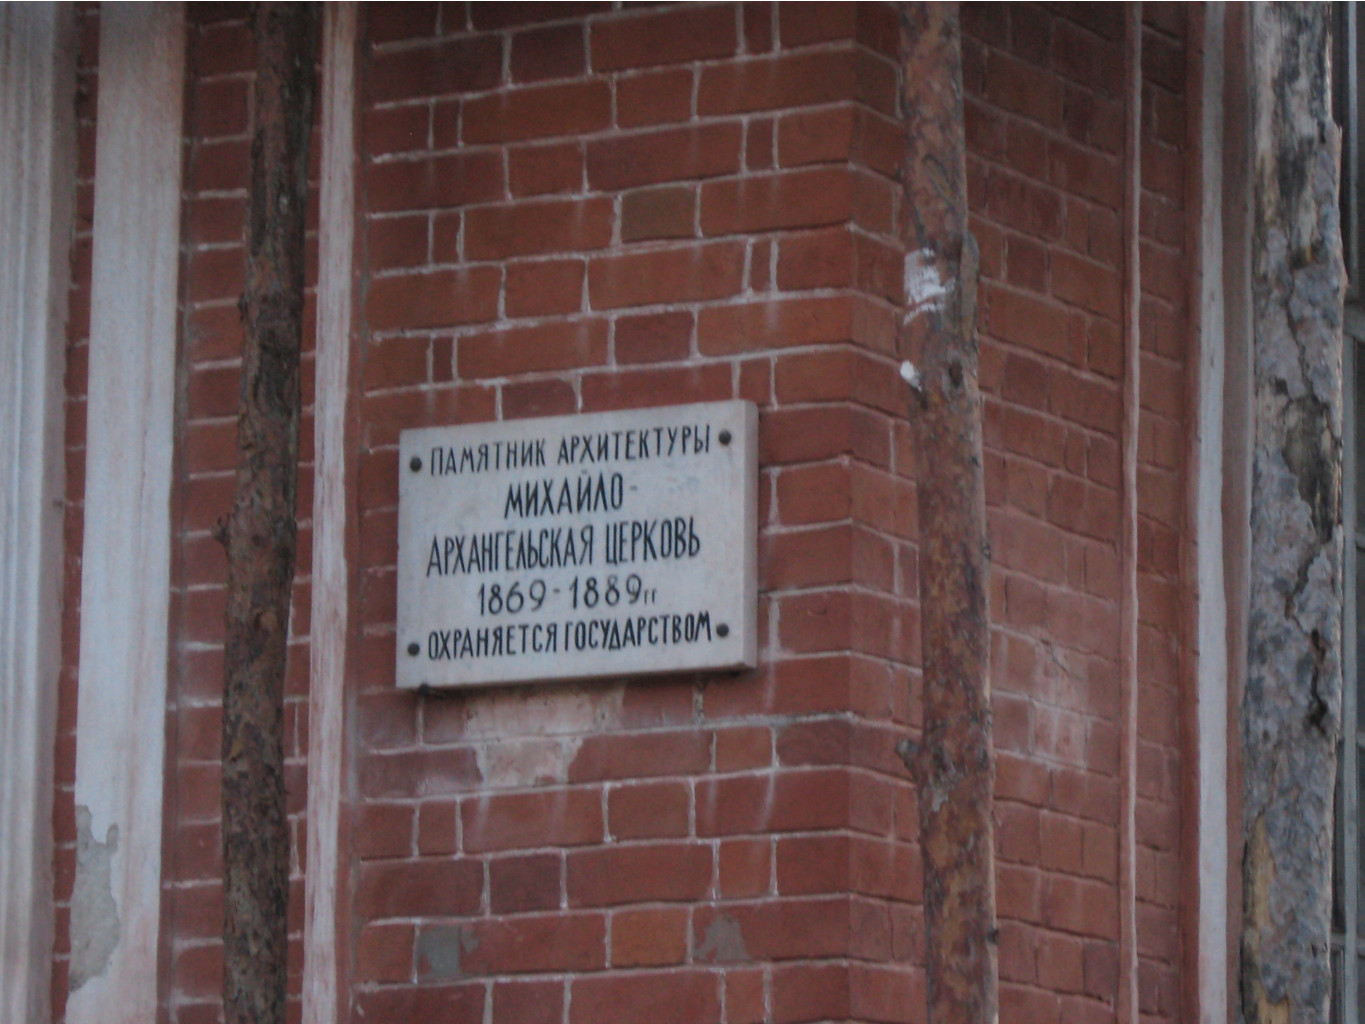 ПАМЯТНИК АРХИТЕКТУРЫ
МИХАЙЛО-
АРХАНГЕЛЬСКАЯ ЦЕРКОВЬ
1869-1889гг
ОХРАНЯЕТСЯ ГОСУДАРСТВОМ